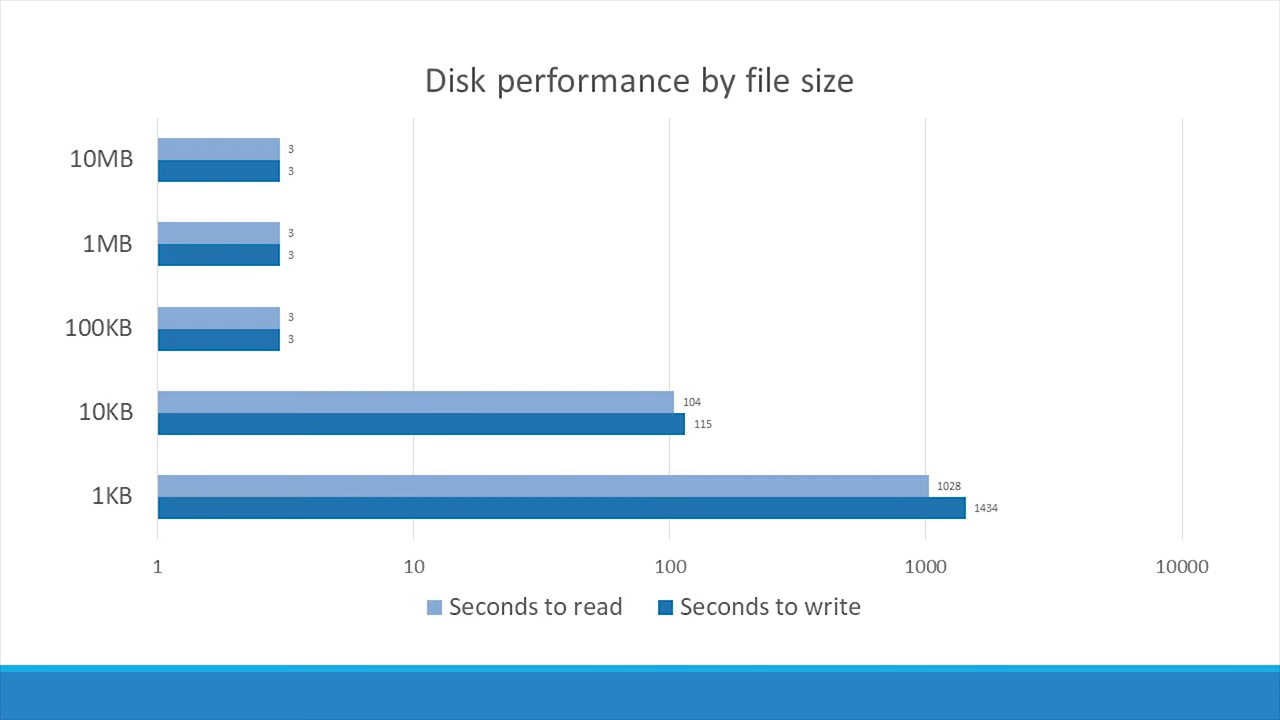 Disk performance by file size
10MB
3
3
1MB
3
3
100KB
3
3
10KB
104
115
1KB
1028
1434
1 10 100 1000 10000
Seconds to read Seconds to write